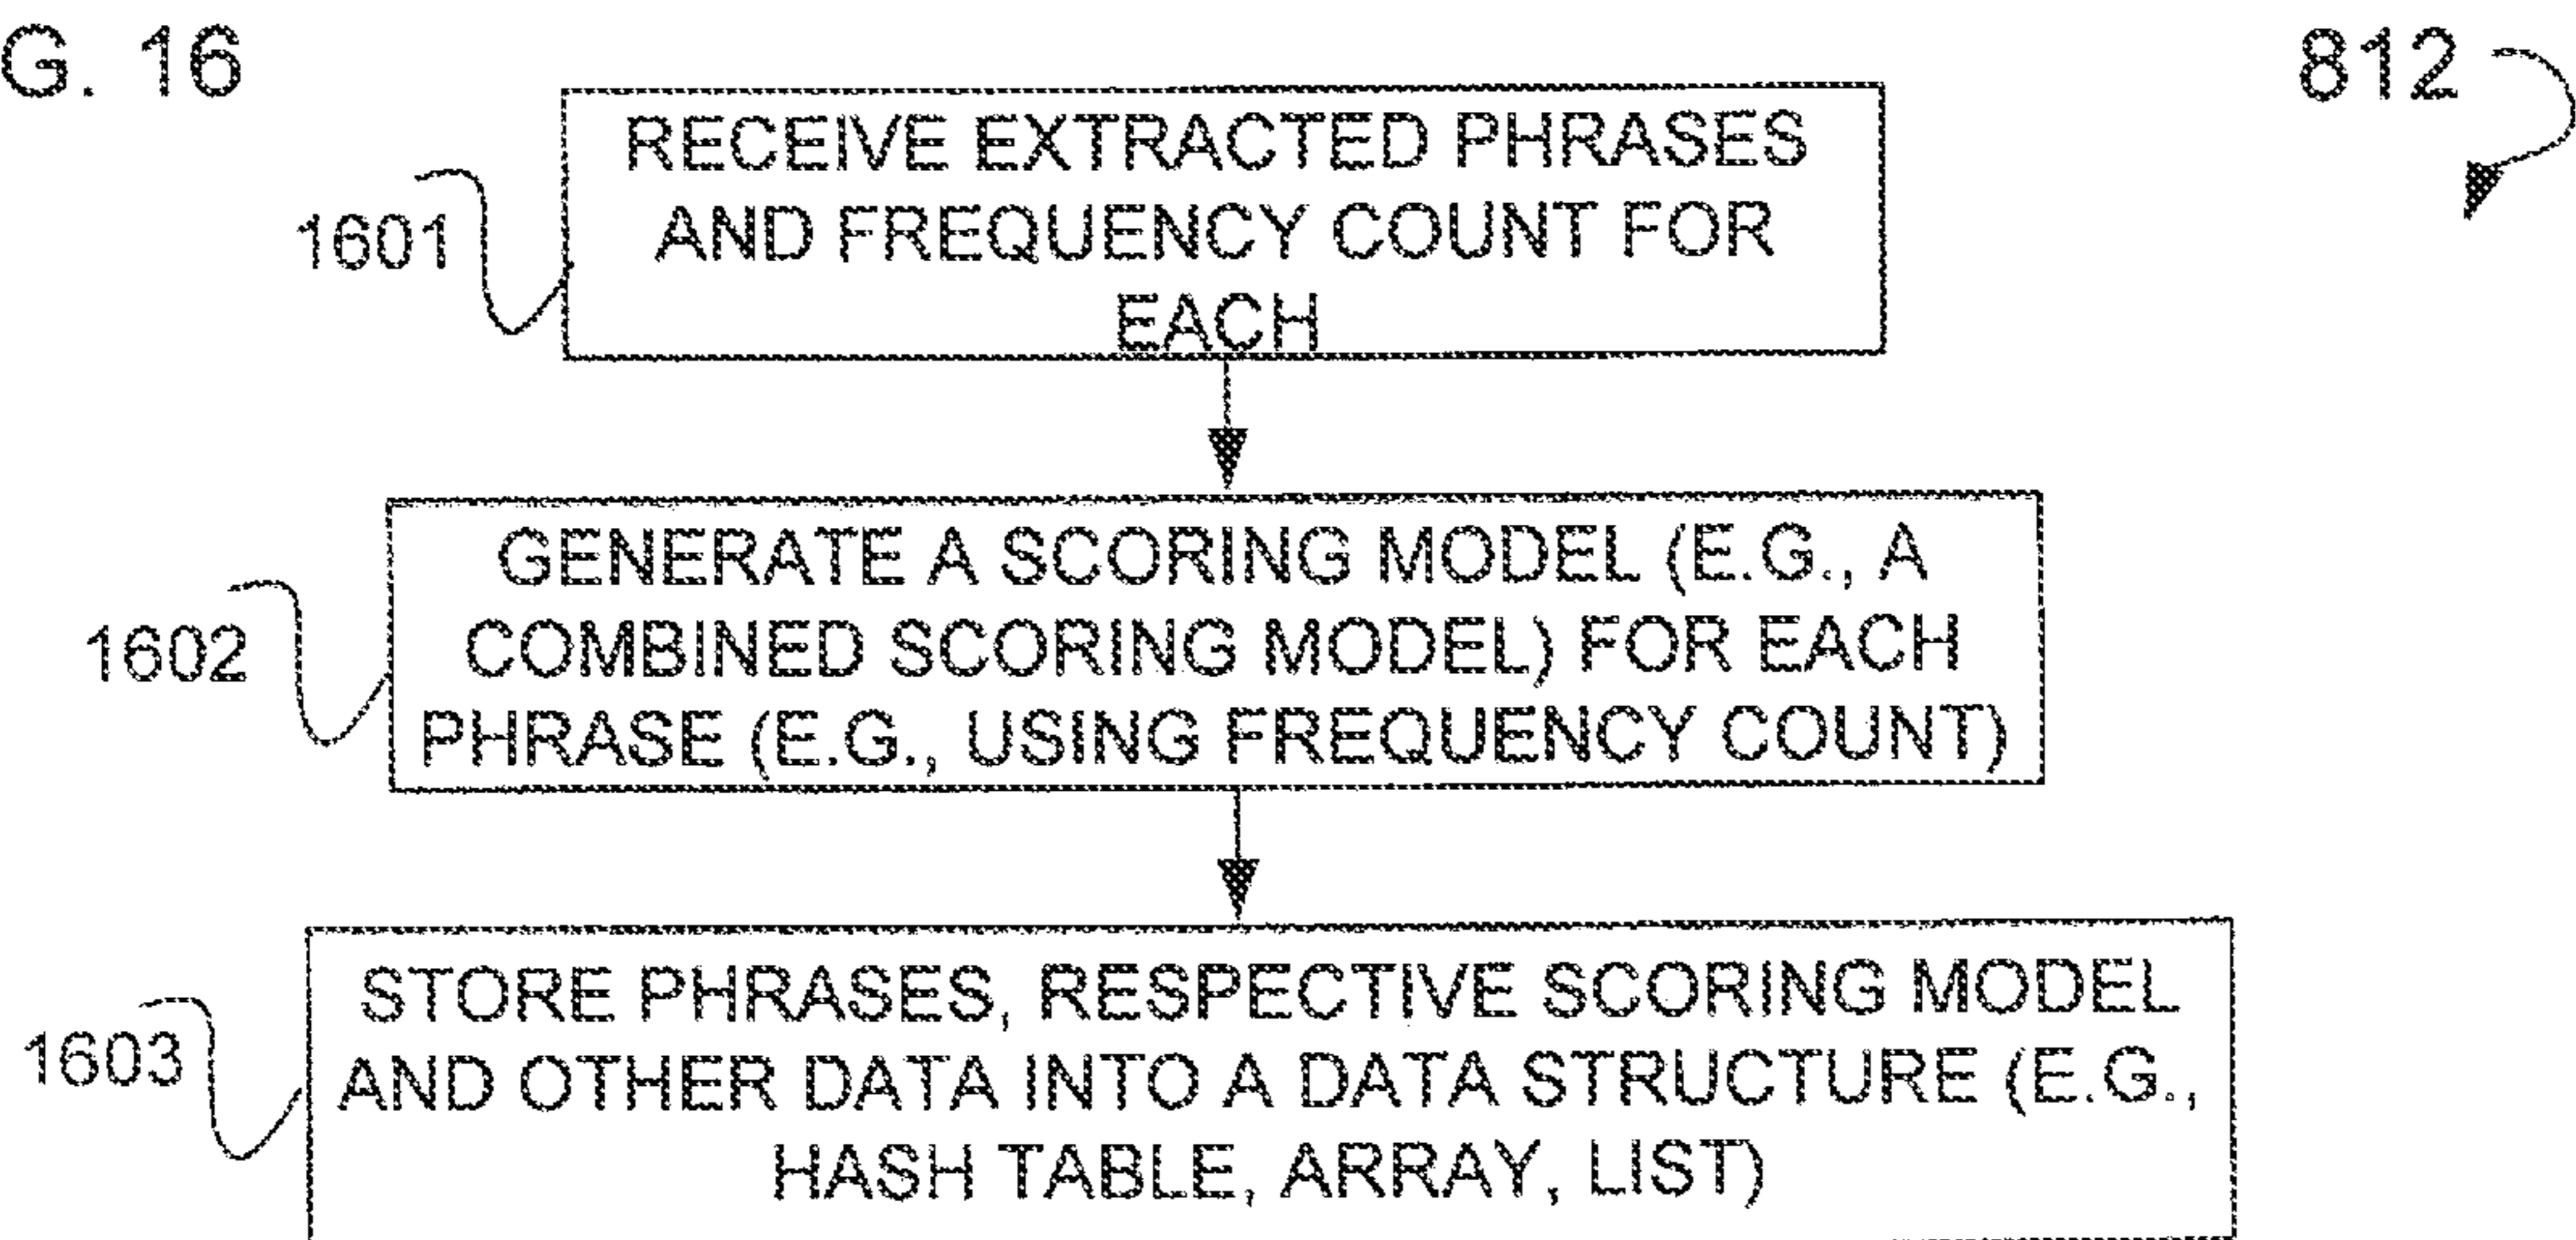 G. 16
812
RECEIVE EXTRACTED PHRASES
AND FREQUENCY COUNT FOR
EACH
1601
GENERATE A SCORING MODEL (E.G., A
COMBINED SCORING MODEL) FOR EACH
PHRASE (E.G., USING FREQUENCY COUNT)
1602
STORE PHRASES, RESPECTIVE SCORING MODEL
AND OTHER DATA INTO A DATA STRUCTURE (E.G.,
HASH TABLE, ARRAY, LIST)
1603